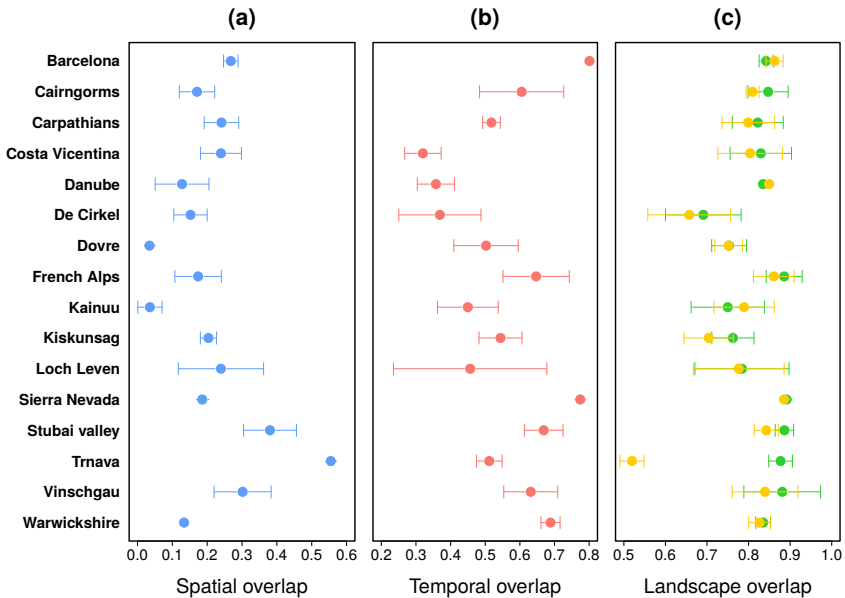 (a) (b) (c)
Barcelona
Cairngorms
Carpathians
Costa Vicentina
Danube
De Cirkel
Dovre
French Alps
Kainuu
Kiskunsag
Loch Leven
Sierra Nevada
Stubai valley
Trnava
Vinschgau
Warwickshire
0.0 0.1 0.2 0.3 0.4 0.5 0.6 0.2 0.3 0.4 0.5 0.6 0.7 0.8 0.5 0.6 0.7 0.8 0.9 1.0
Spatial overlap Temporal overlap Landscape overlap